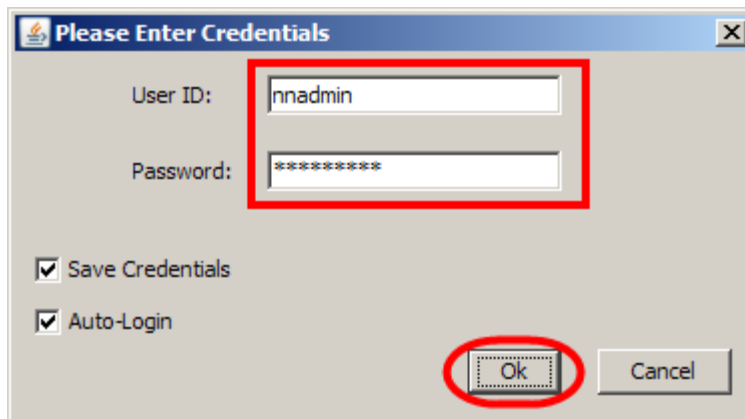 Please Enter Credentials
User ID: nnadmin
Password: *********
Save Credentials
Auto-Login
Ok Cancel